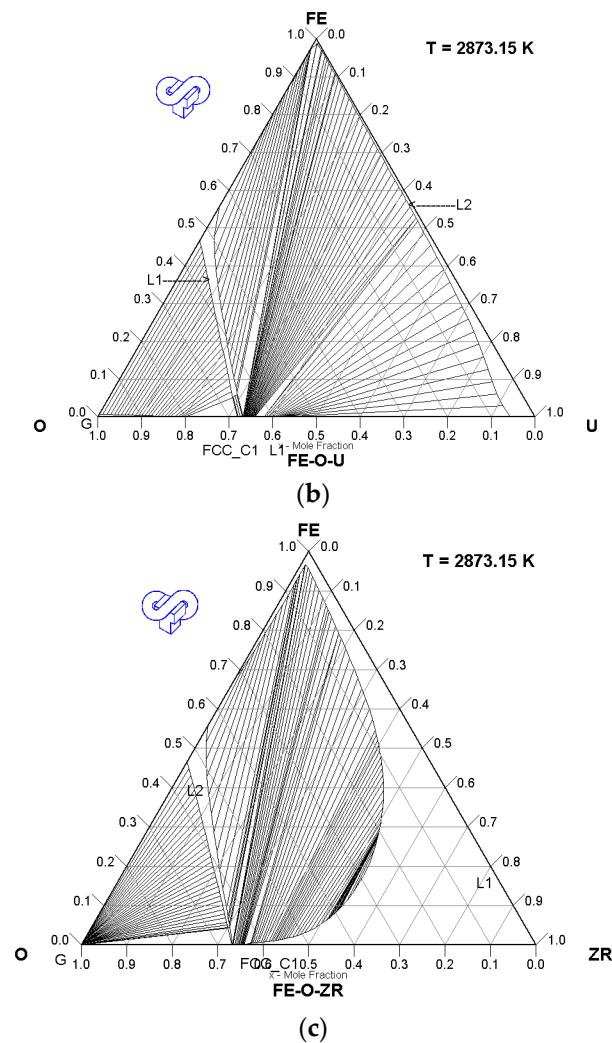 FE
T = 2873.15 K
1.0 0.0
0.9 0.1
0.8 0.2
0.7 0.3
0.6 0.4
L2
0.5 0.5
0.4 0.6
L1
0.3 0.7
0.2 0.8
0.1 0.9
0.0 1.0
O G U
1.0 0.9 0.8 0.7 0.6 0.5 0.4 0.3 0.2 0.1 0.0
FCC_C1 L1 - Mole Fraction
FE-O-U
(b)
FE
T = 2873.15 K
1.0 0.0
0.9 0.1
0.8 0.2
0.7 0.3
0.6 0.4
0.5 0.5
0.4 L2 0.6
0.3 0.7
0.2 0.8
L1
0.1 0.9
0.0 1.0
O G ZR
1.0 0.9 0.8 0.7 0.5 0.4 0.3 0.2 0.1 0.0
x - Mole Fraction
FE-O-ZR
(c)